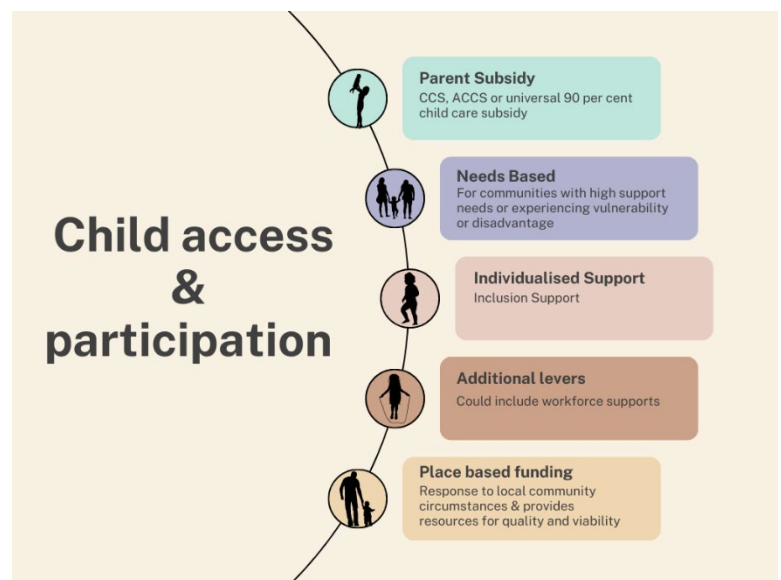 Child access
&
participation
Parent Subsidy
CCS, ACCS or universal 90 per cent
child care subsidy
Needs Based
For communities with high support
needs or experiencing vulnerability
or disadvantage
Individualised Support
Inclusion Support
Additional levers
Could include workforce supports
Place based funding
Response to local community
circumstances & provides
resources for quality and viability